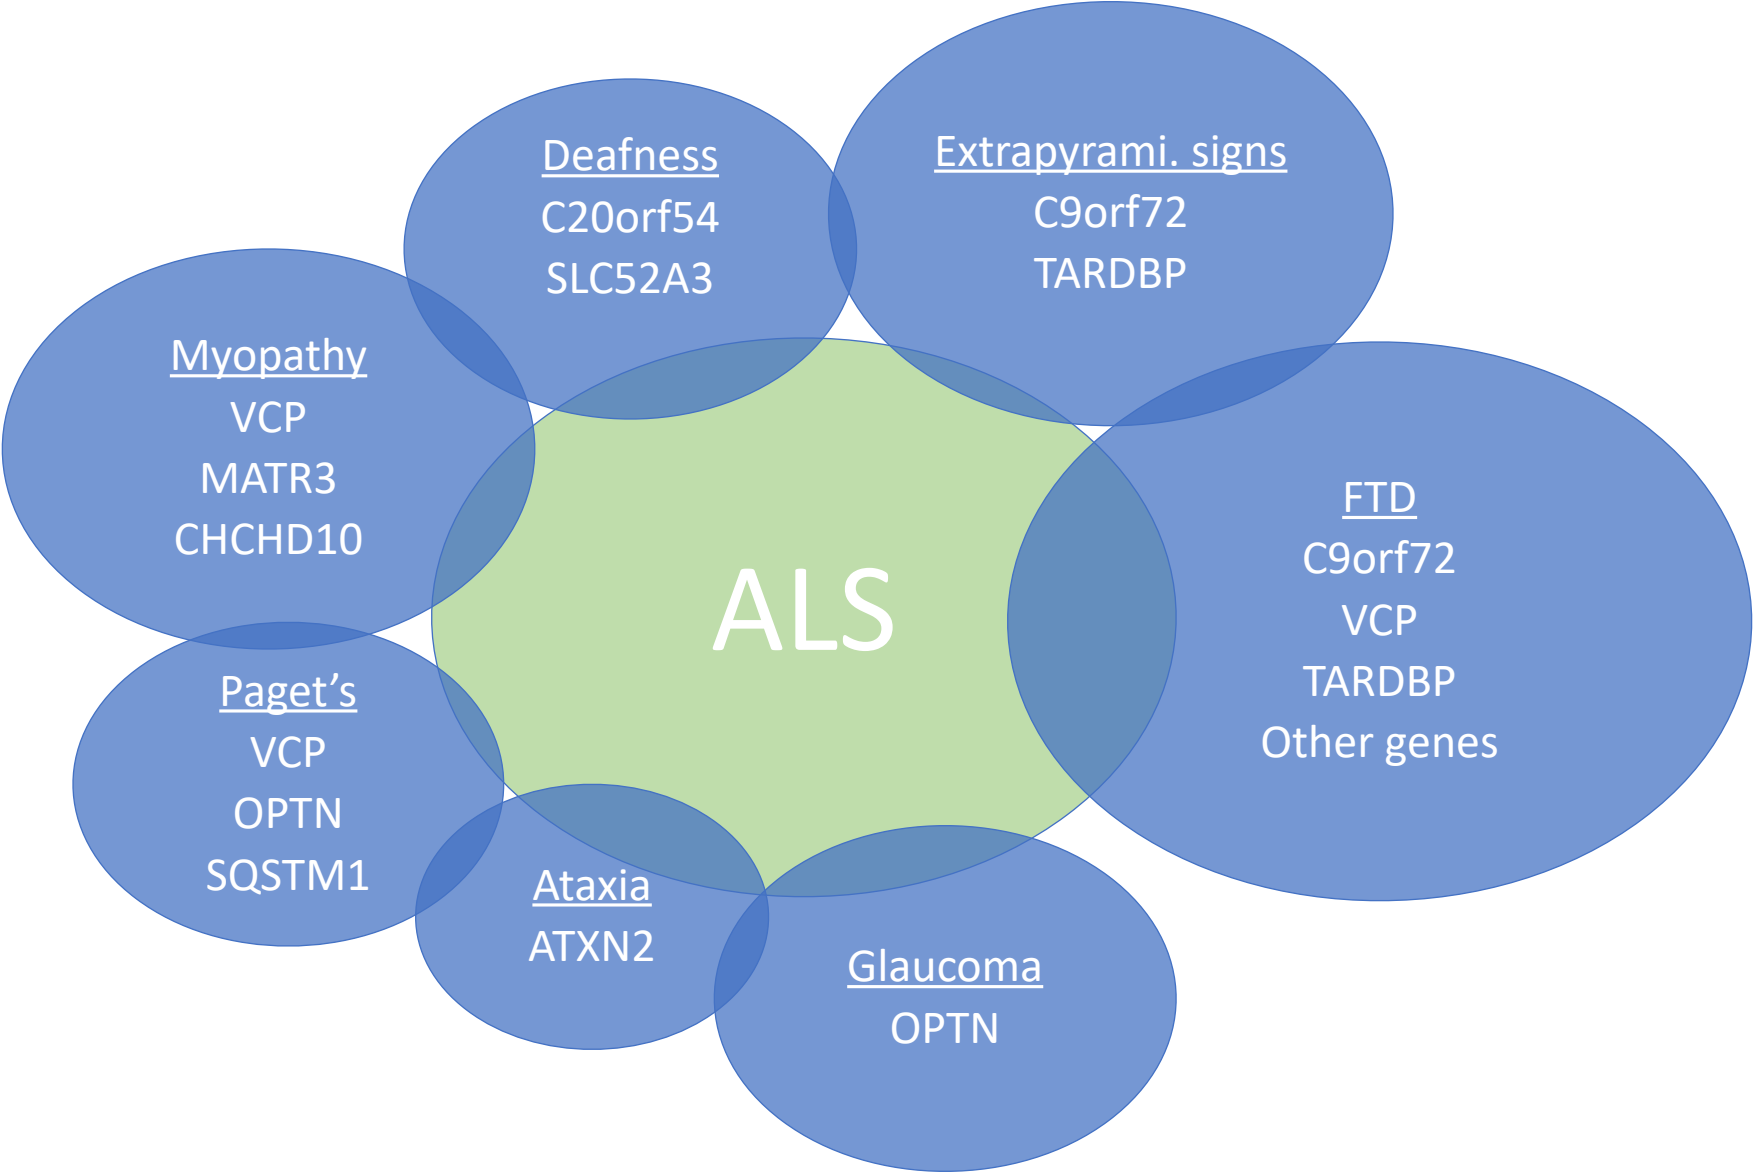 Deafness
C20orf54
SLC52A3
Extrapyrami. signs
C9orf72
TARDBP
Myopathy
VCP
MATR3
CHCHD10
FTD
C9orf72
VCP
TARDBP
Other genes
ALS
Paget’s
VCP
OPTN
SQSTM1
Ataxia
ATXN2
Glaucoma
OPTN